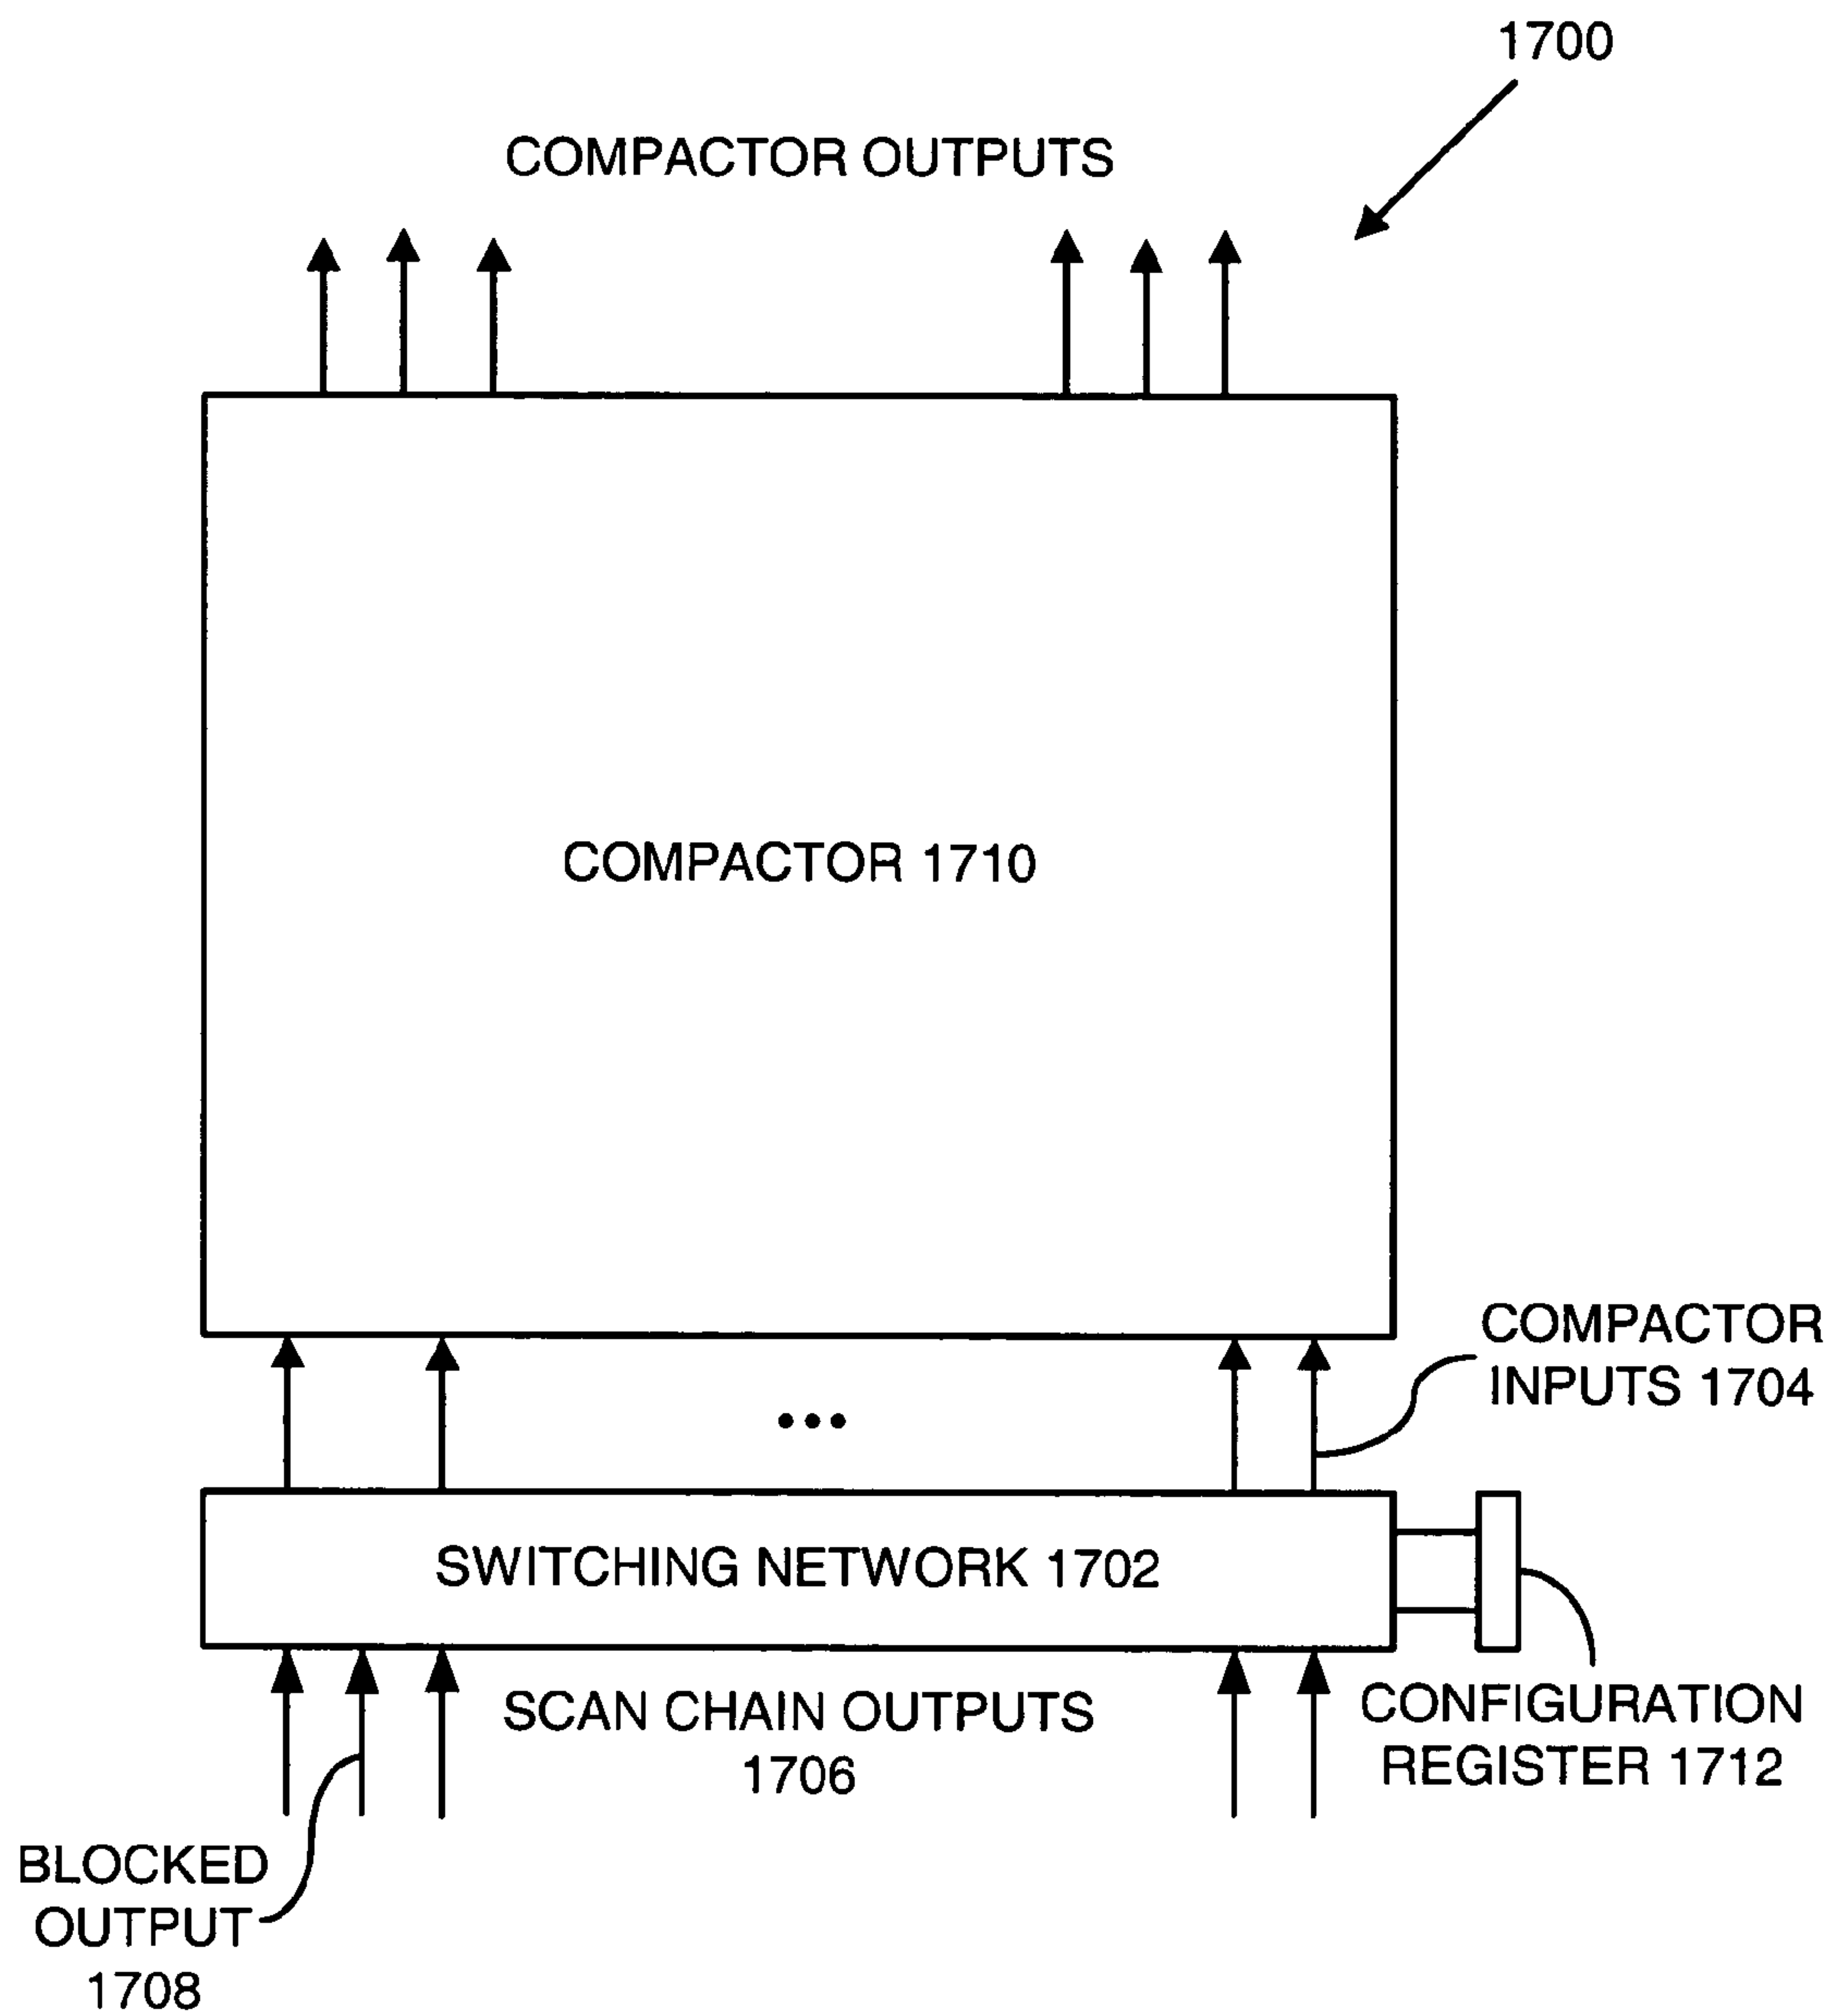 1700
COMPACTOR OUTPUTS
COMPACTOR 1710
COMPACTOR
INPUTS 1704
SWITCHING NETWORK 1702
SCAN CHAIN OUTPUTS
1706
CONFIGURATION
REGISTER 1712
BLOCKED
OUTPUT
1708